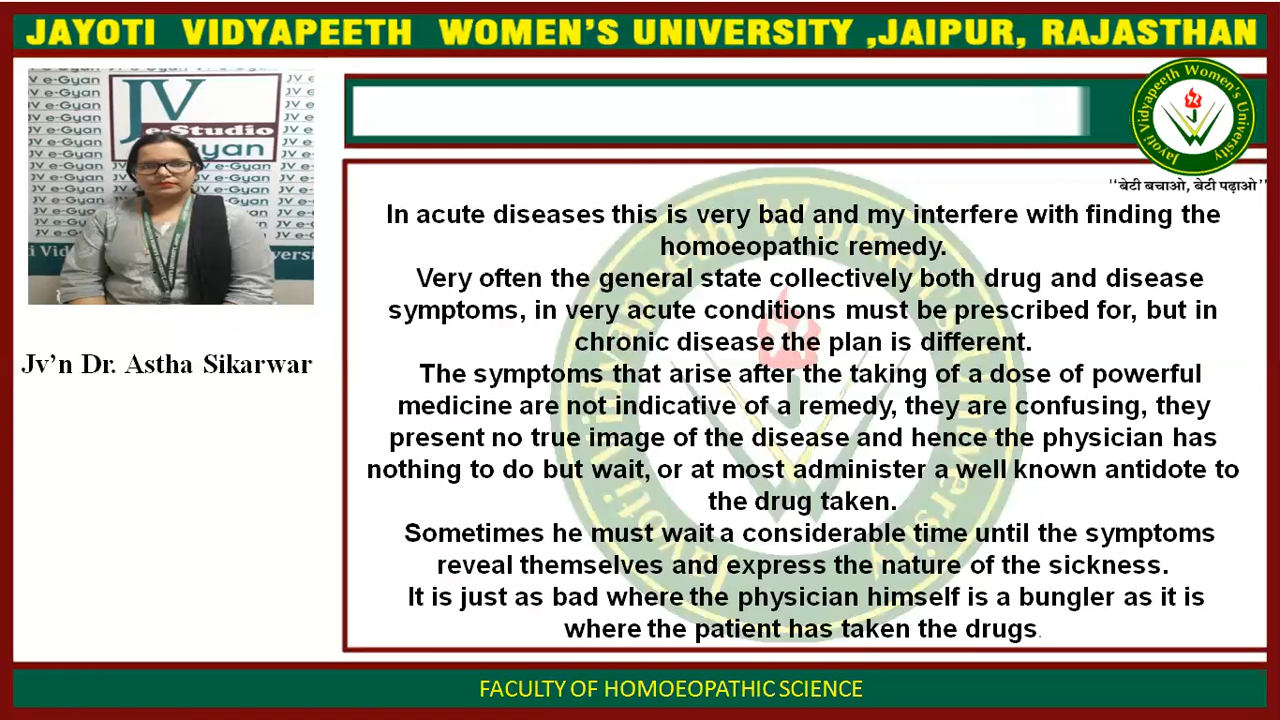 JAYOTI VIDYAPEETH WOMEN'S UNIVERSITY ,JAIPUR, RAJASTHAN
JV
e-Studio
Gyan
Jv'n Dr. Astha Sikarwar
Jayoti Vidyapeeth Women's University
"बेटी बचाओ, बेटी पढ़ाओ"
In acute diseases this is very bad and my interfere with finding the
homoeopathic remedy.
Very often the general state collectively both drug and disease
symptoms, in very acute conditions must be prescribed for, but in
chronic disease the plan is different.
The symptoms that arise after the taking of a dose of powerful
medicine are not indicative of a remedy, they are confusing, they
present no true image of the disease and hence the physician has
nothing to do but wait, or at most administer a well known antidote to
the drug taken.
Sometimes he must wait a considerable time until the symptoms
reveal themselves and express the nature of the sickness.
It is just as bad where the physician himself is a bungler as it is
where the patient has taken the drugs.
FACULTY OF HOMOEOPATHIC SCIENCE